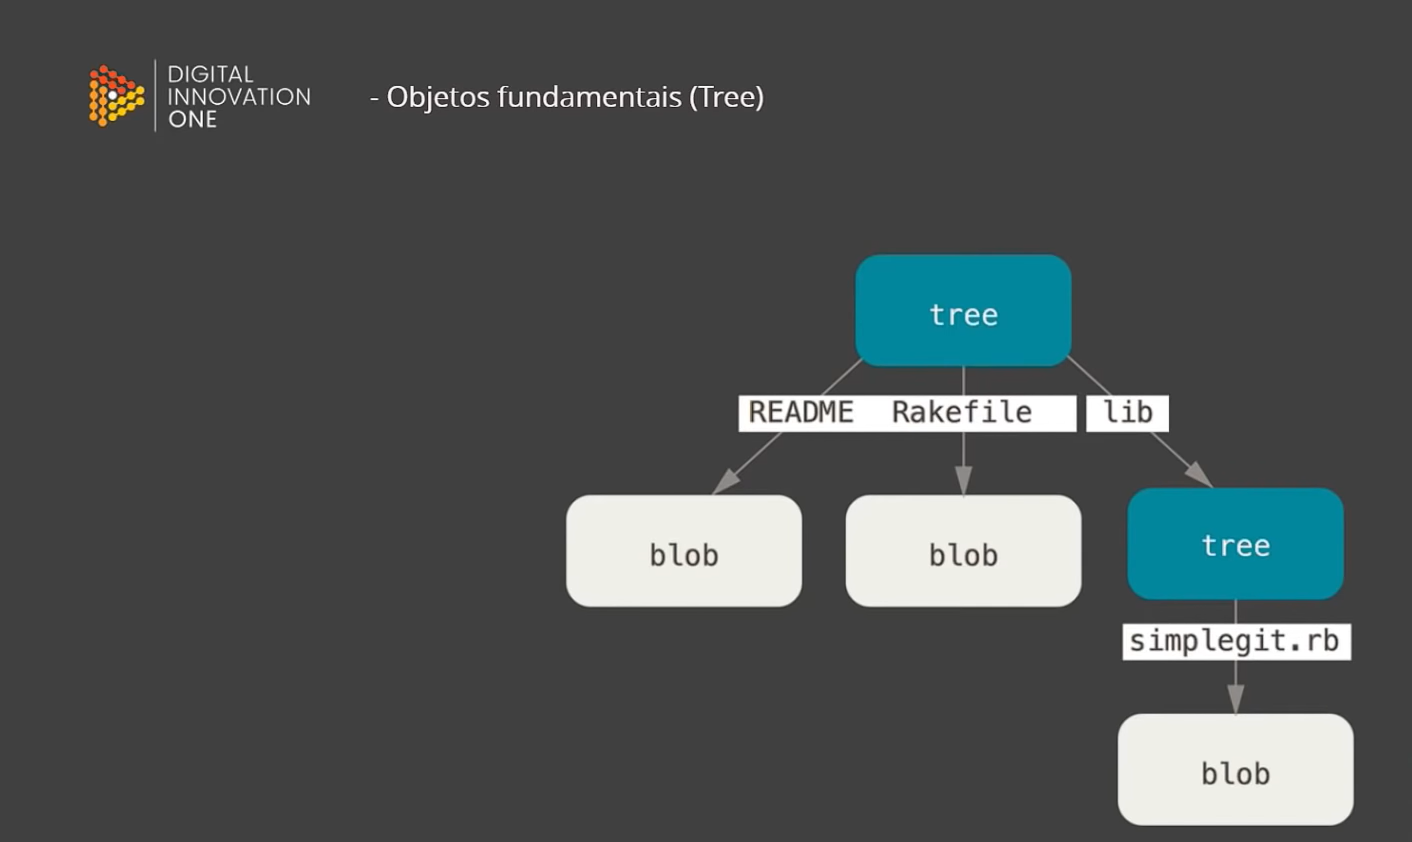 DIGITAL
INNOVATION
ONE
- Objetos fundamentais (Tree)
tree
README Rakefile lib
blob blob tree
simplegit.rb
blob